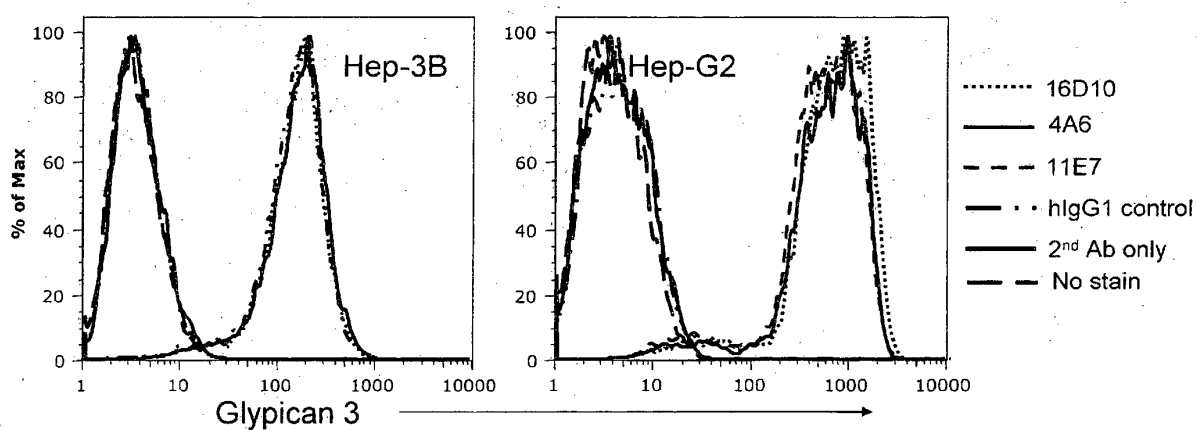 % of Max
100
80
60
40
20
0
Hep-3B
1 10 100 1000 10000
100
80
60
40
20
0
Hep-G2
1 10 100 1000 10000
Glypican 3
16D10
4A6
11E7
hIgG1 control
2nd Ab only
No stain